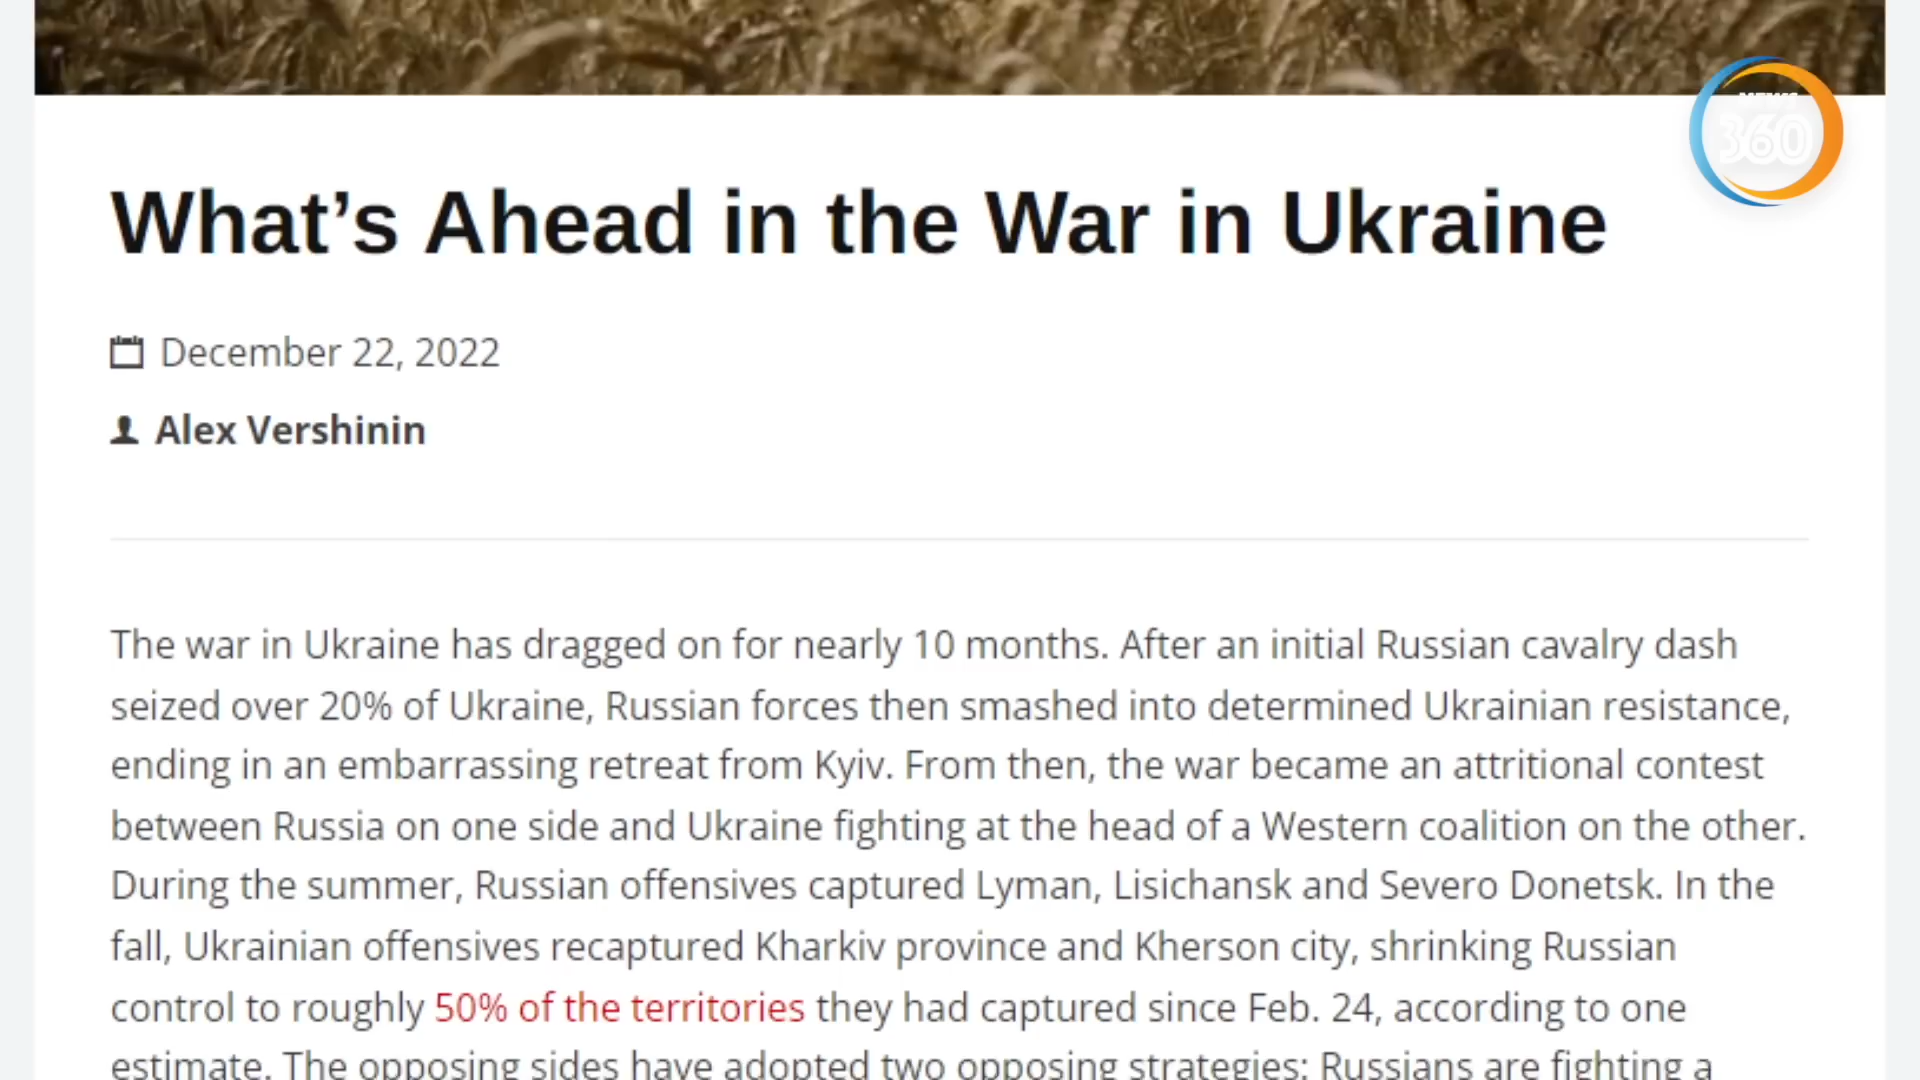 NEWS
360
What’s Ahead in the War in Ukraine
December 22, 2022
Alex Vershinin
The war in Ukraine has dragged on for nearly 10 months. After an initial Russian cavalry dash
seized over 20% of Ukraine, Russian forces then smashed into determined Ukrainian resistance,
ending in an embarrassing retreat from Kyiv. From then, the war became an attritional contest
between Russia on one side and Ukraine fighting at the head of a Western coalition on the other.
During the summer, Russian offensives captured Lyman, Lisichansk and Severo Donetsk. In the
fall, Ukrainian offensives recaptured Kharkiv province and Kherson city, shrinking Russian
control to roughly 50% of the territories they had captured since Feb. 24, according to one
estimate. The opposing sides have adopted two opposing strategies: Russians are fighting a